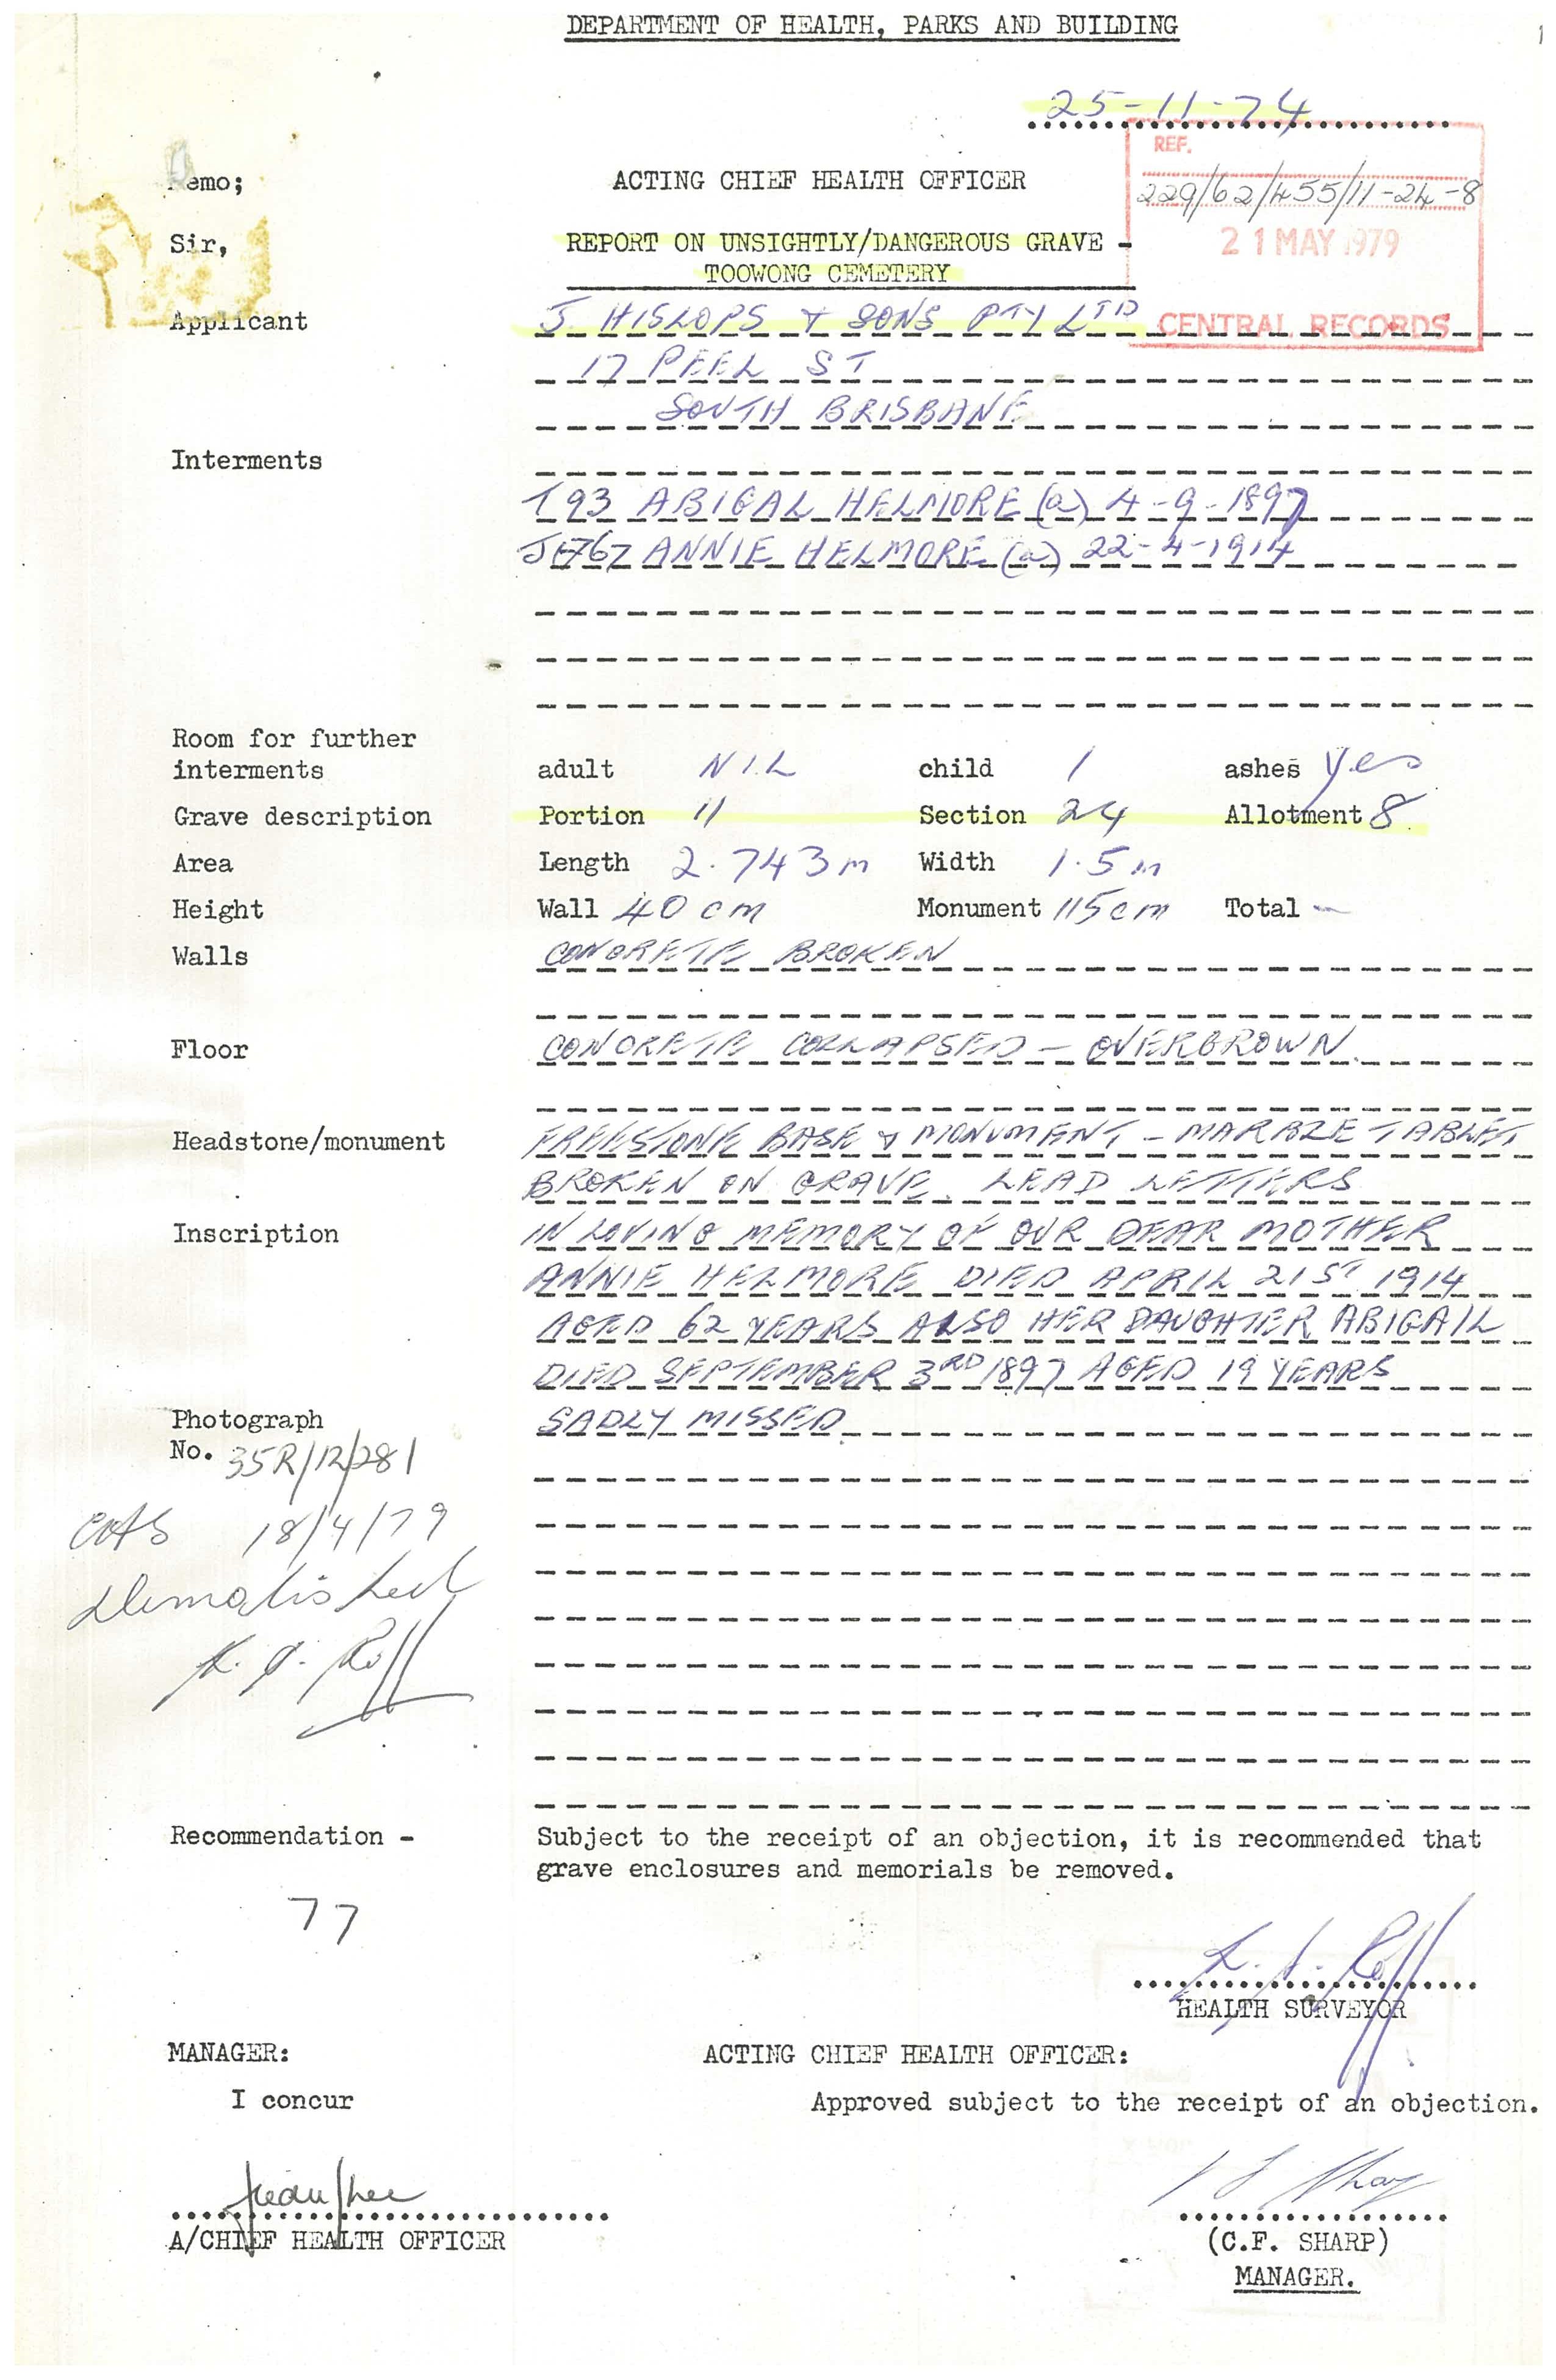 DEPARTMENT OF HEALTH, PARKS AND BUILDING
25-11-74
REF.
229/62/455/11-24-8
21 MAY 1979
CENTRAL RECORDS
Memo;
ACTING CHIEF HEALTH OFFICER
Sir,
REPORT ON UNSIGHTLY/DANGEROUS GRAVE -
TOOWONG CEMETERY
Applicant J HISLOPS & SONS PTY LTD
17 PEEL ST
SOUTH BRISBANE
Interments
T93 ABIGAL HELMORE (a) 4-9-1897
ANNIE HELMORE (a) 22-4-1914
Room for further
interments adult NIL child 1 ashes Yes
Grave description Portion 11 Section 24 Allotment 8
Area Length 2.743m Width 1.5m
Height Wall 40 cm Monument 115cm Total -
Walls CONCRETE BROKEN
Floor CONCRETE COLLAPSED - OVERGROWN.
Headstone/monument FREESTONE BASE & MONUMENT - MARBLE TABLET
BROKEN ON GRAVE. LEAD LETTERS
Inscription IN LOVING MEMORY OF OUR DEAR MOTHER
ANNIE HELMORE DIED APRIL 21ST 1914
AGED 62 YEARS ALSO HER DAUGHTER ABIGAIL
DIED SEPTEMBER 3RD 1897 AGED 19 YEARS
Photograph SADLY MISSED.
No. 35R/12/281
18/4/79
Demolished
K. J. Roff
Recommendation - Subject to the receipt of an objection, it is recommended that
grave enclosures and memorials be removed.
77
K. J. Roff
HEALTH SURVEYOR
MANAGER: ACTING CHIEF HEALTH OFFICER:
I concur Approved subject to the receipt of an objection.
A/CHIEF HEALTH OFFICER (C.F. SHARP)
MANAGER.